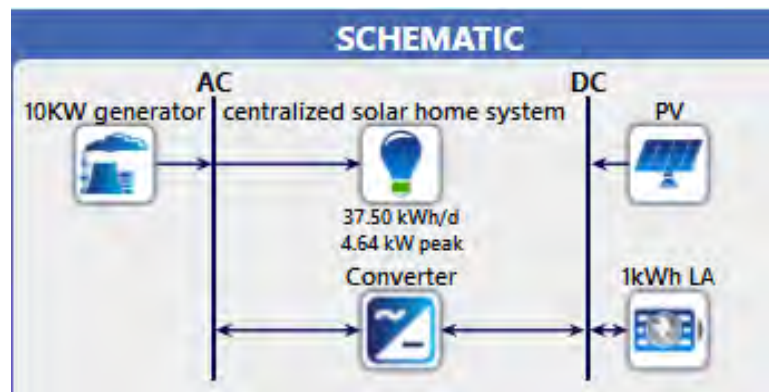 SCHEMATIC
AC
DC
10KW generator
centralized solar home system
PV
37.50 kWh/d
4.64 kW peak
Converter
1kWh LA